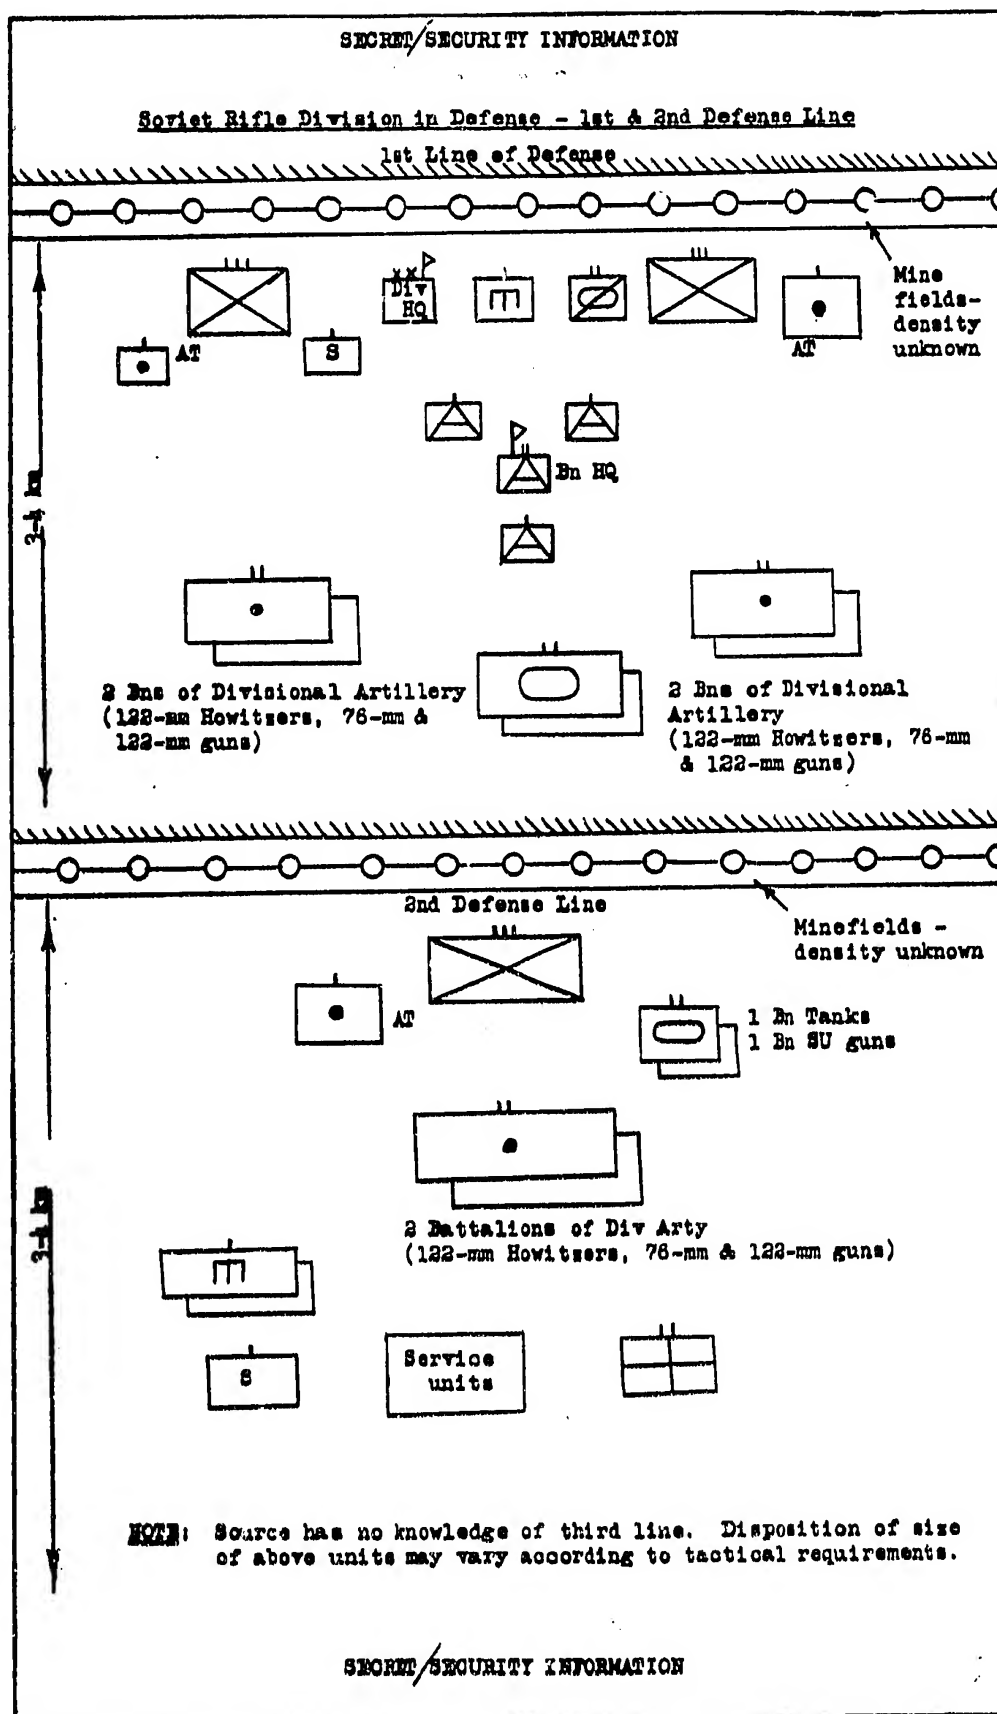 SECRET/SECURITY INFORMATION
Soviet Rifle Division in Defense - 1st & 2nd Defense Line
1st Line of Defense
Div
HQ
Mine
fields-
density
unknown
AT
S
AT
Bn HQ
3-4 km
2 Bns of Divisional Artillery
(122-mm Howitzers, 76-mm &
122-mm guns)
2 Bns of Divisional
Artillery
(122-mm Howitzers, 76-mm
& 122-mm guns)
2nd Defense Line
Minefields -
density unknown
AT
1 Bn Tanks
1 Bn SU guns
3-4 km
2 Battalions of Div Arty
(122-mm Howitzers, 76-mm & 122-mm guns)
S
Service
units
NOTE: Source has no knowledge of third line. Disposition of size
of above units may vary according to tactical requirements.
SECRET/SECURITY INFORMATION